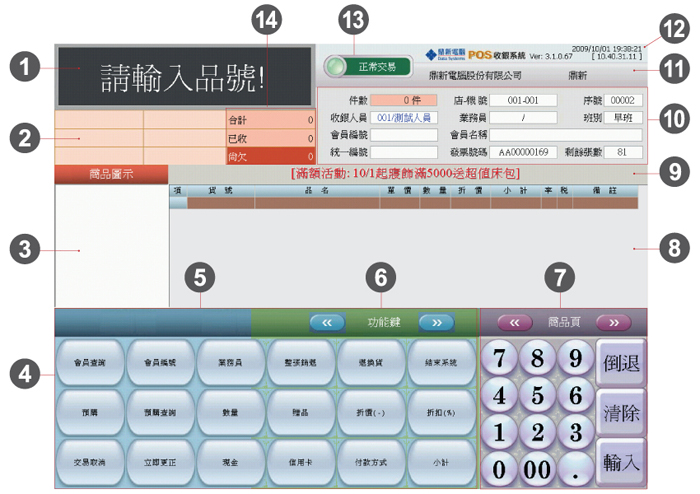 14
13
12
1
請輸入品號!
正常交易
鼎新電腦
Data Systems
POS收銀系統 Ver: 3.1.0.67
2009/10/01 19:38:21
[ 10.40.31.11 ]
鼎新電腦股份有限公司 鼎新
11
2
合計 0
已收 0
尚欠 0
件數 0 件 店-機號 001-001 序號 00002
收銀人員 001/測試人員 業務員 / 班別 早班
會員編號 會員名稱
統一編號 發票號碼 AA00000169 剩餘張數 81
10
商品圖示
[滿額活動: 10/1起寢飾滿5000送超值床包]
9
項 貨號 品名 單價 數量 折價 小計 率 稅 備註
3
8
5
6
7
« 功能鍵 »
« 商品頁 »
4
會員查詢 會員編號 業務員 整張銷退 退換貨 結束系統
預購 預購查詢 數量 贈品 折價(-) 折扣(%)
交易取消 立即更正 現金 信用卡 付款方式 小計
7 8 9 倒退
4 5 6
清除
1 2 3
輸入
0 00 .